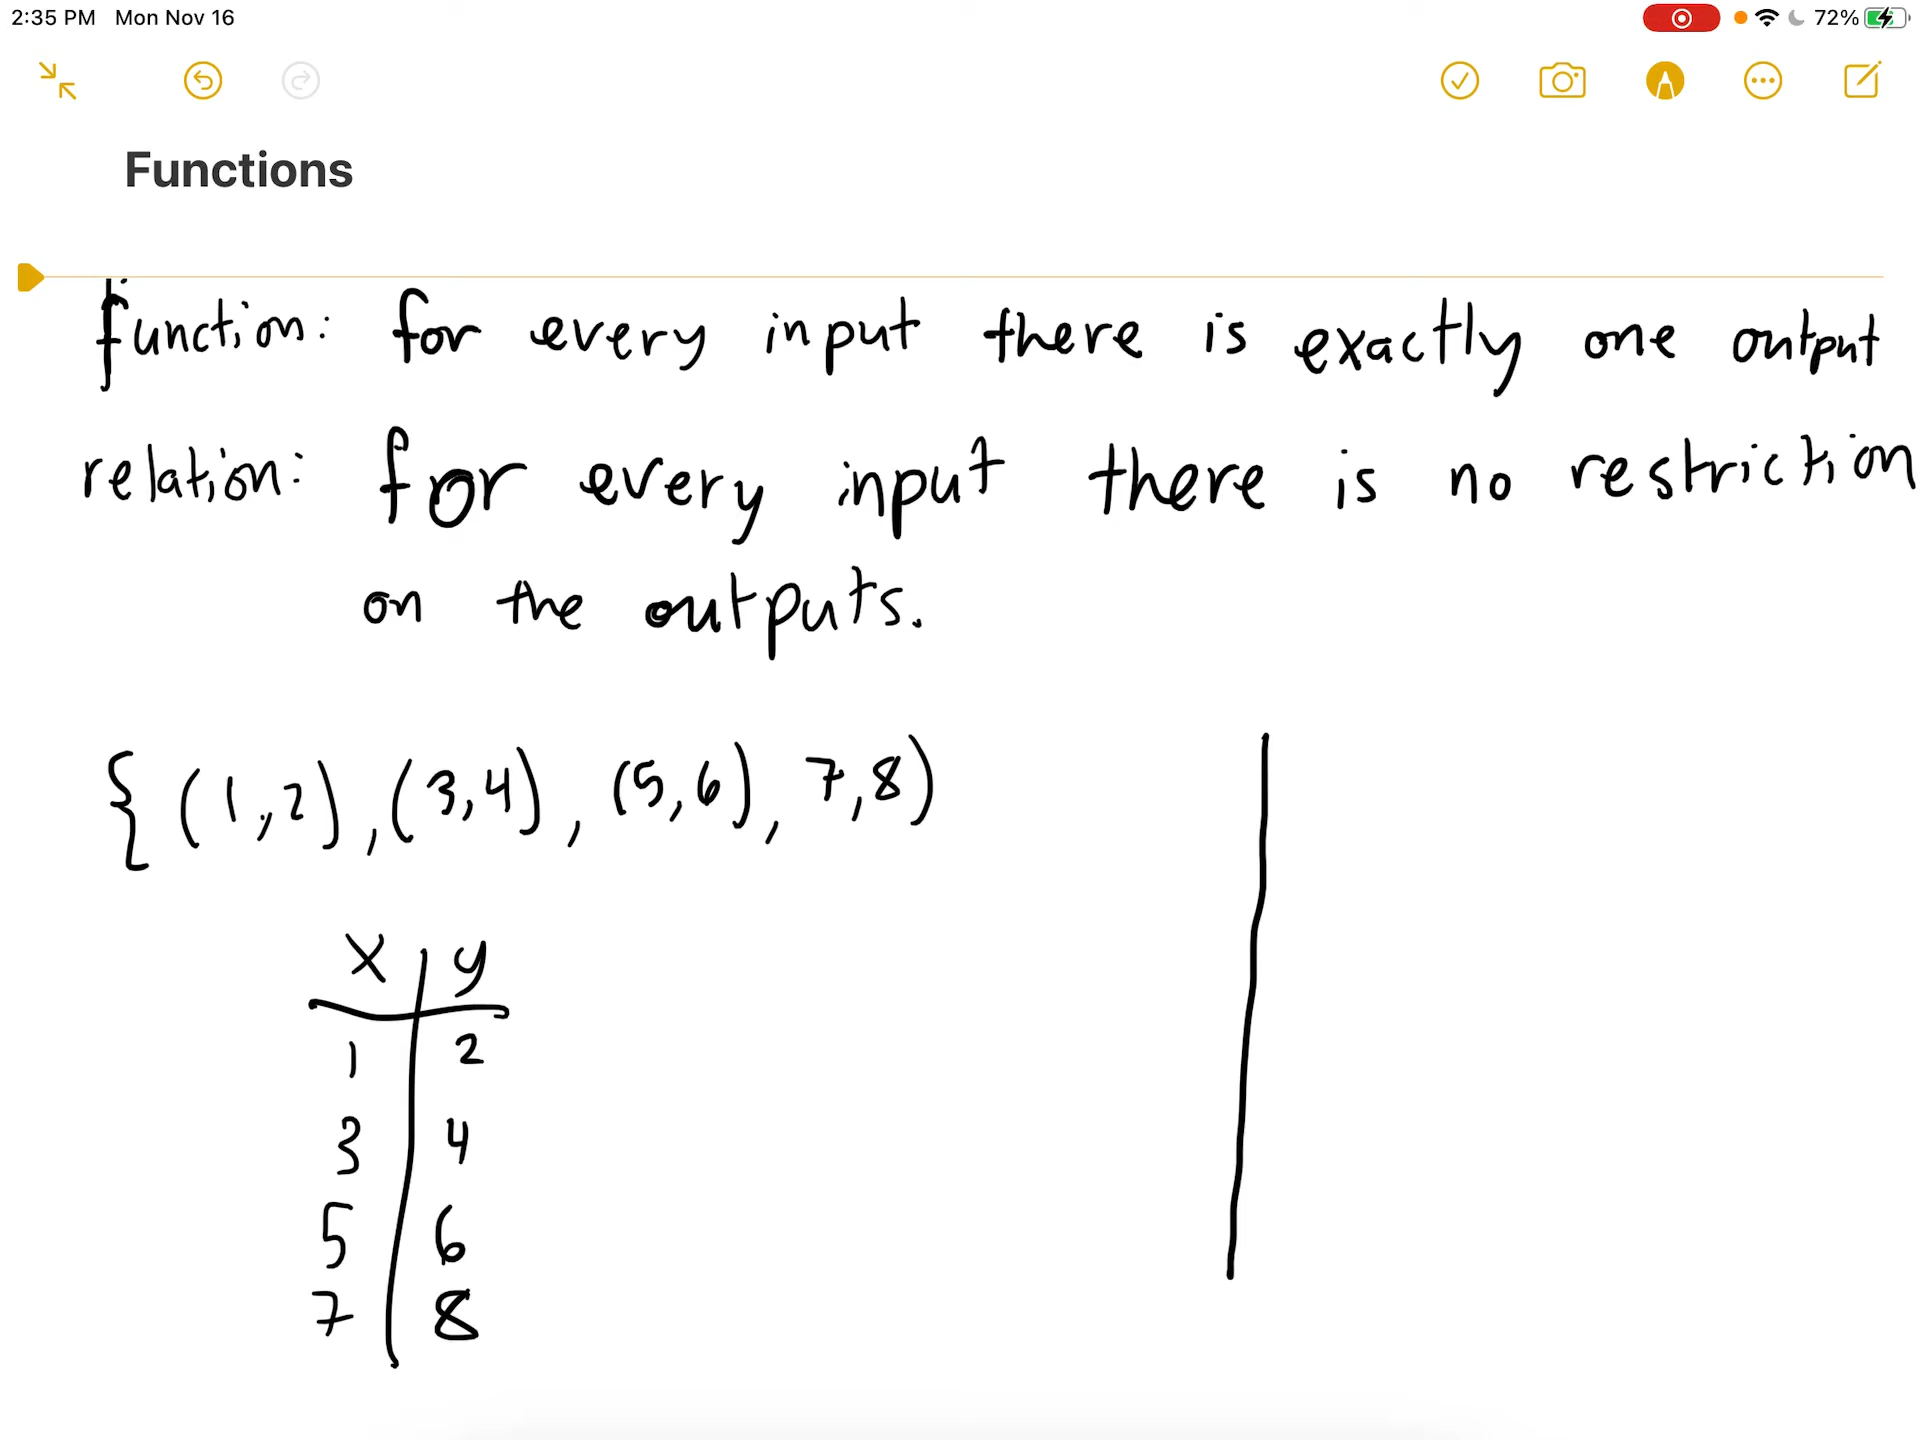 2:35 PM Mon Nov 16 72%
Functions
function: for every input there is exactly one output
relation: for every input there is no restriction
on the outputs.
{ (1,2), (3,4), (5,6), 7,8)
x y
1 2
3 4
5 6
7 8